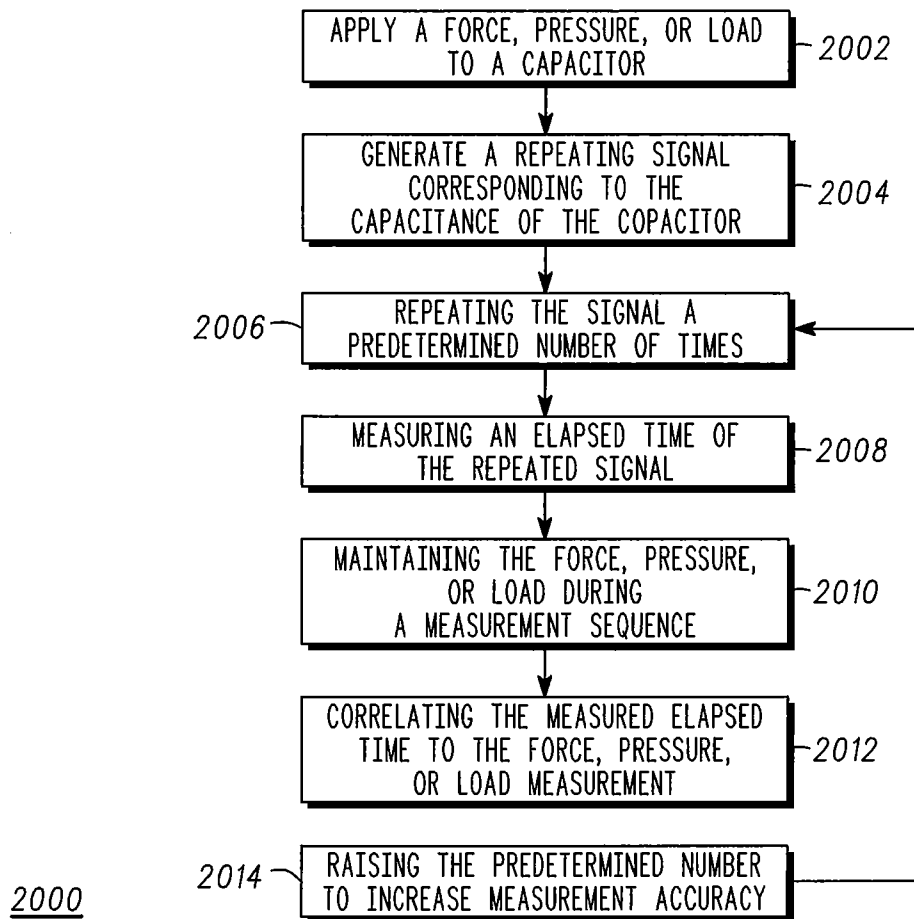 APPLY A FORCE, PRESSURE, OR LOAD
TO A CAPACITOR
2002
GENERATE A REPEATING SIGNAL
CORRESPONDING TO THE
CAPACITANCE OF THE COPACITOR
2004
2006
REPEATING THE SIGNAL A
PREDETERMINED NUMBER OF TIMES
MEASURING AN ELAPSED TIME OF
THE REPEATED SIGNAL
2008
MAINTAINING THE FORCE, PRESSURE,
OR LOAD DURING
A MEASUREMENT SEQUENCE
2010
CORRELATING THE MEASURED ELAPSED
TIME TO THE FORCE, PRESSURE,
OR LOAD MEASUREMENT
2012
2014
RAISING THE PREDETERMINED NUMBER
TO INCREASE MEASUREMENT ACCURACY
2000